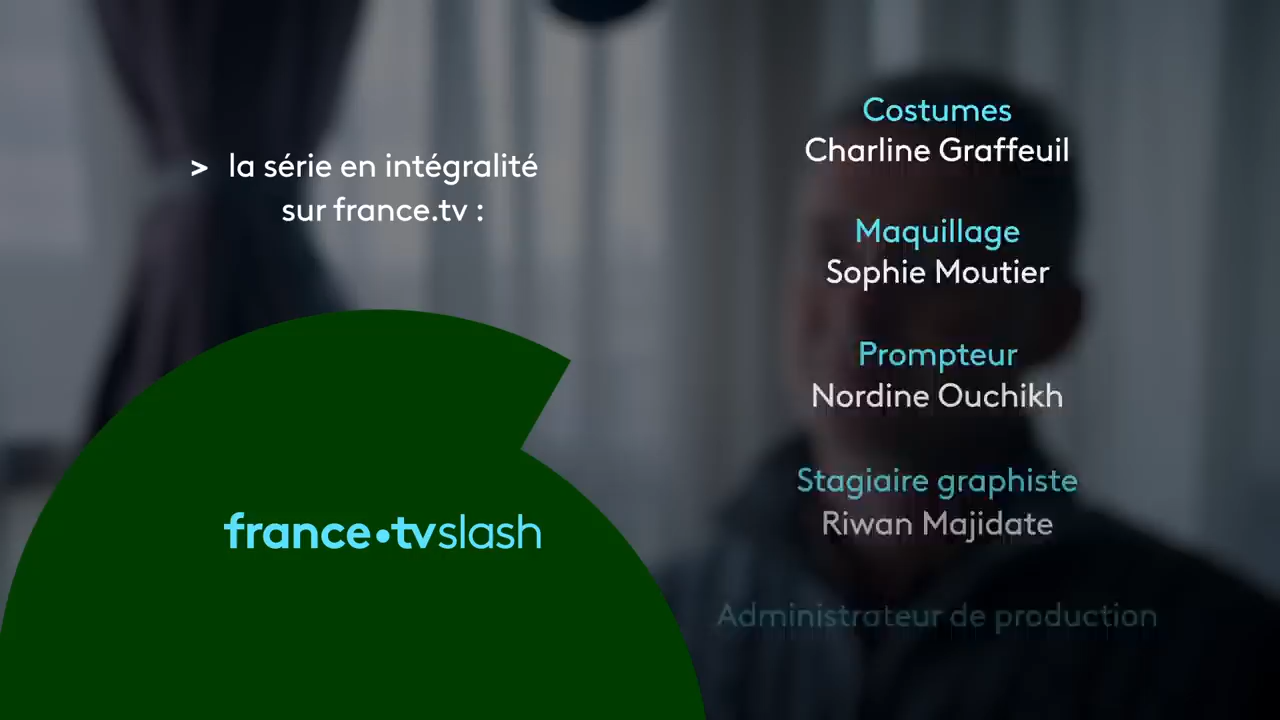 > la série en intégralité
sur france.tv :
france•tvslash
Costumes
Charline Graffeuil
Maquillage
Sophie Moutier
Prompteur
Nordine Ouchikh
Stagiaire graphiste
Riwan Majidate
Administrateur de production